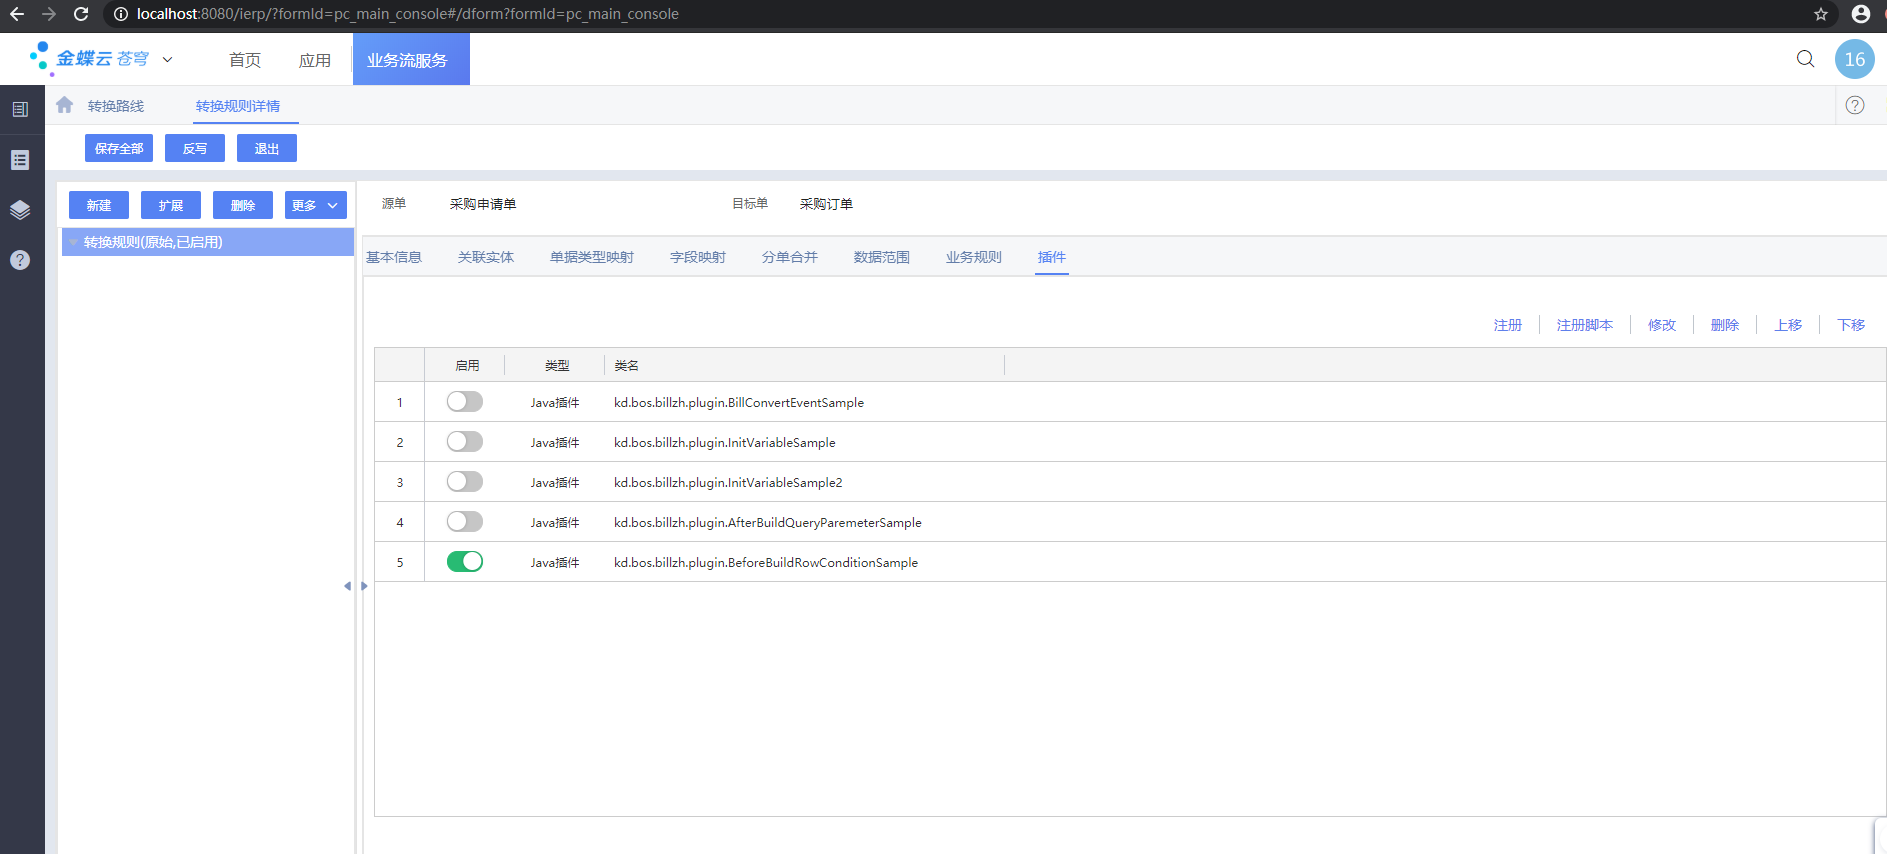 localhost:8080/ierp/?formId=pc_main_console#/dform?formId=pc_main_console
金蝶云 苍穹 首页 应用 业务流服务 16
转换路线 转换规则详情
保存全部 反写 退出
新建 扩展 删除 更多 源单 采购申请单 目标单 采购订单
转换规则(原始,已启用)
基本信息 关联实体 单据类型映射 字段映射 分单合并 数据范围 业务规则 插件
注册 注册脚本 修改 删除 上移 下移
启用 类型 类名
1 Java插件 kd.bos.billzh.plugin.BillConvertEventSample
2 Java插件 kd.bos.billzh.plugin.InitVariableSample
3 Java插件 kd.bos.billzh.plugin.InitVariableSample2
4 Java插件 kd.bos.billzh.plugin.AfterBuildQueryParemeterSample
5 Java插件 kd.bos.billzh.plugin.BeforeBuildRowConditionSample